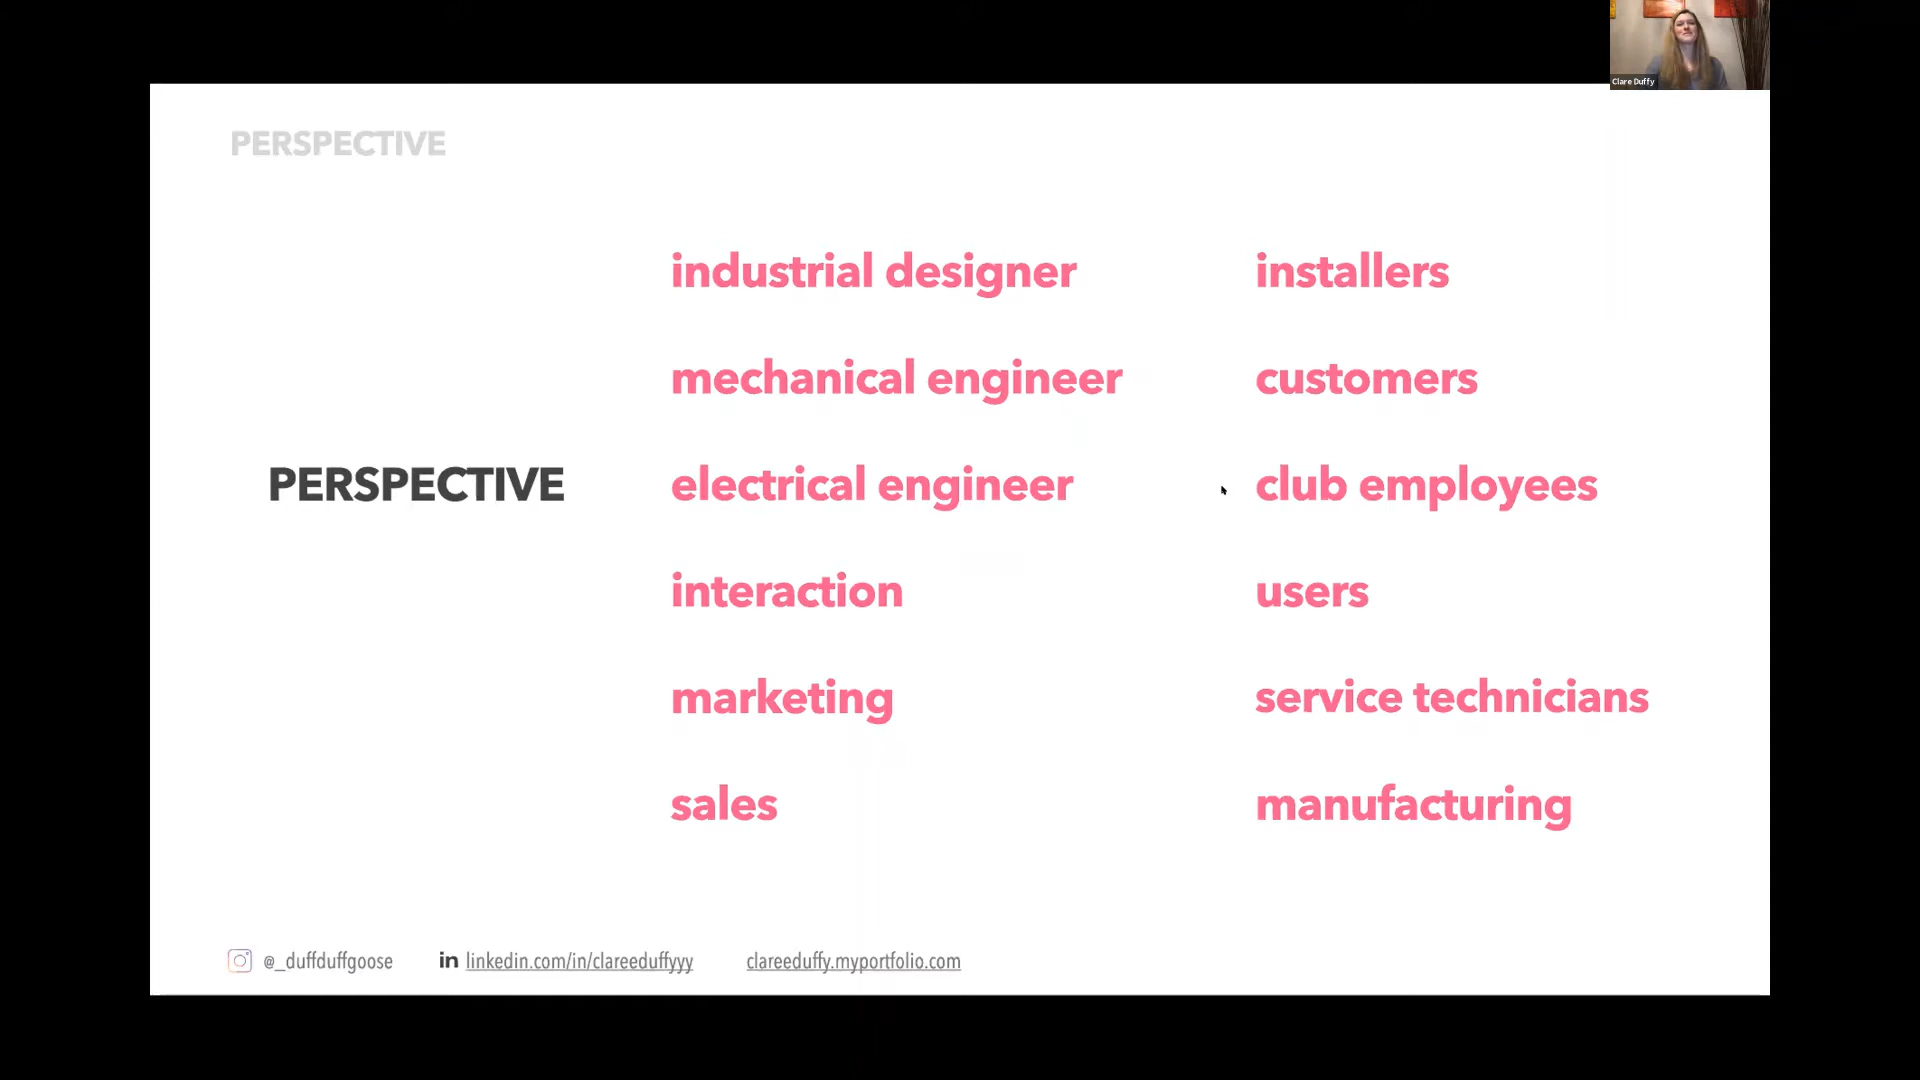 Clare Duffy
PERSPECTIVE
PERSPECTIVE
industrial designer
mechanical engineer
electrical engineer
interaction
marketing
sales
installers
customers
club employees
users
service technicians
manufacturing
@_duffduffgoose
in linkedin.com/in/clareeduffyyy
clareeduffy.myportfolio.com